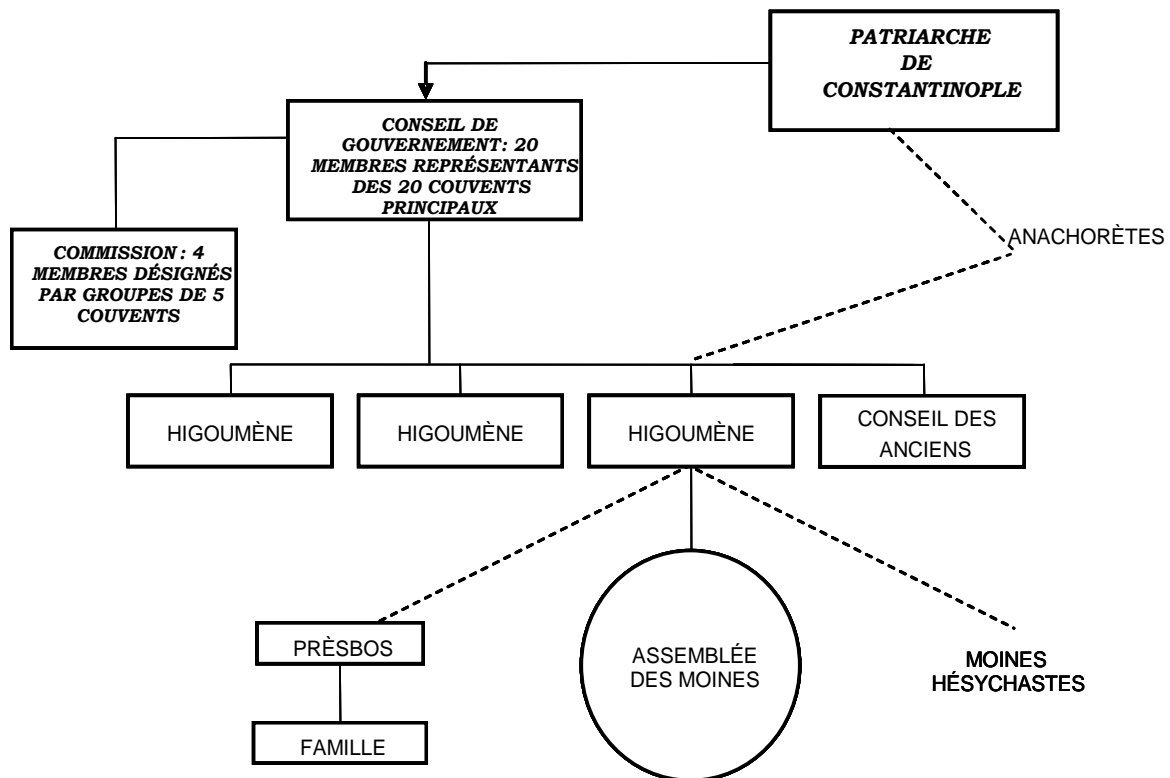 PATRIARCHE
DE
CONSTANTINOPLE
CONSEIL DE
GOUVERNEMENT: 20
MEMBRES REPRÉSENTANTS
DES 20 COUVENTS
PRINCIPAUX
COMMISSION: 4
MEMBRES DÉSIGNÉS
PAR GROUPES DE 5
COUVENTS
ANACHORÈTES
HIGOUMÈNE
HIGOUMÈNE
HIGOUMÈNE
CONSEIL DES
ANCIENS
PRÈSBOS
ASSEMBLÉE
DES MOINES
MOINES
HÉSYCHASTES
FAMILLE